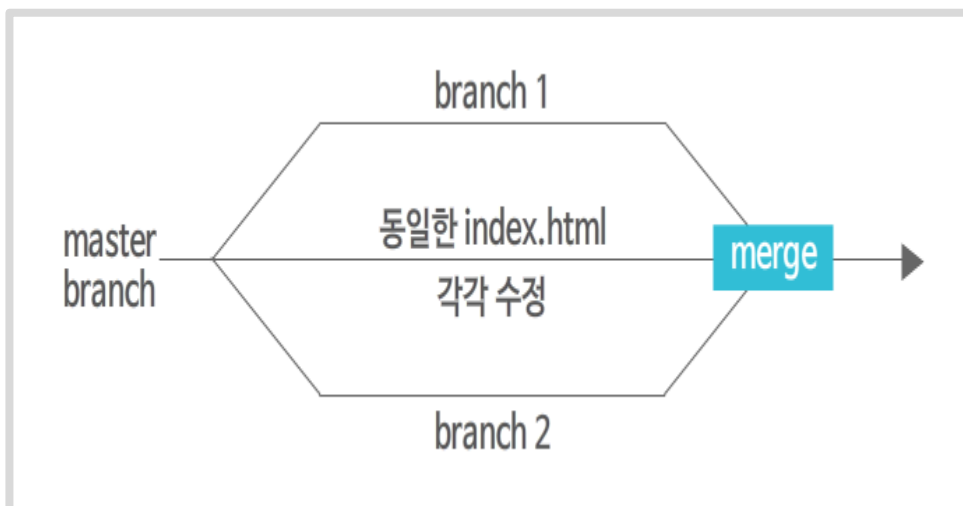 branch 1
동일한 index.html
master
branch
merge
각각 수정
branch 2